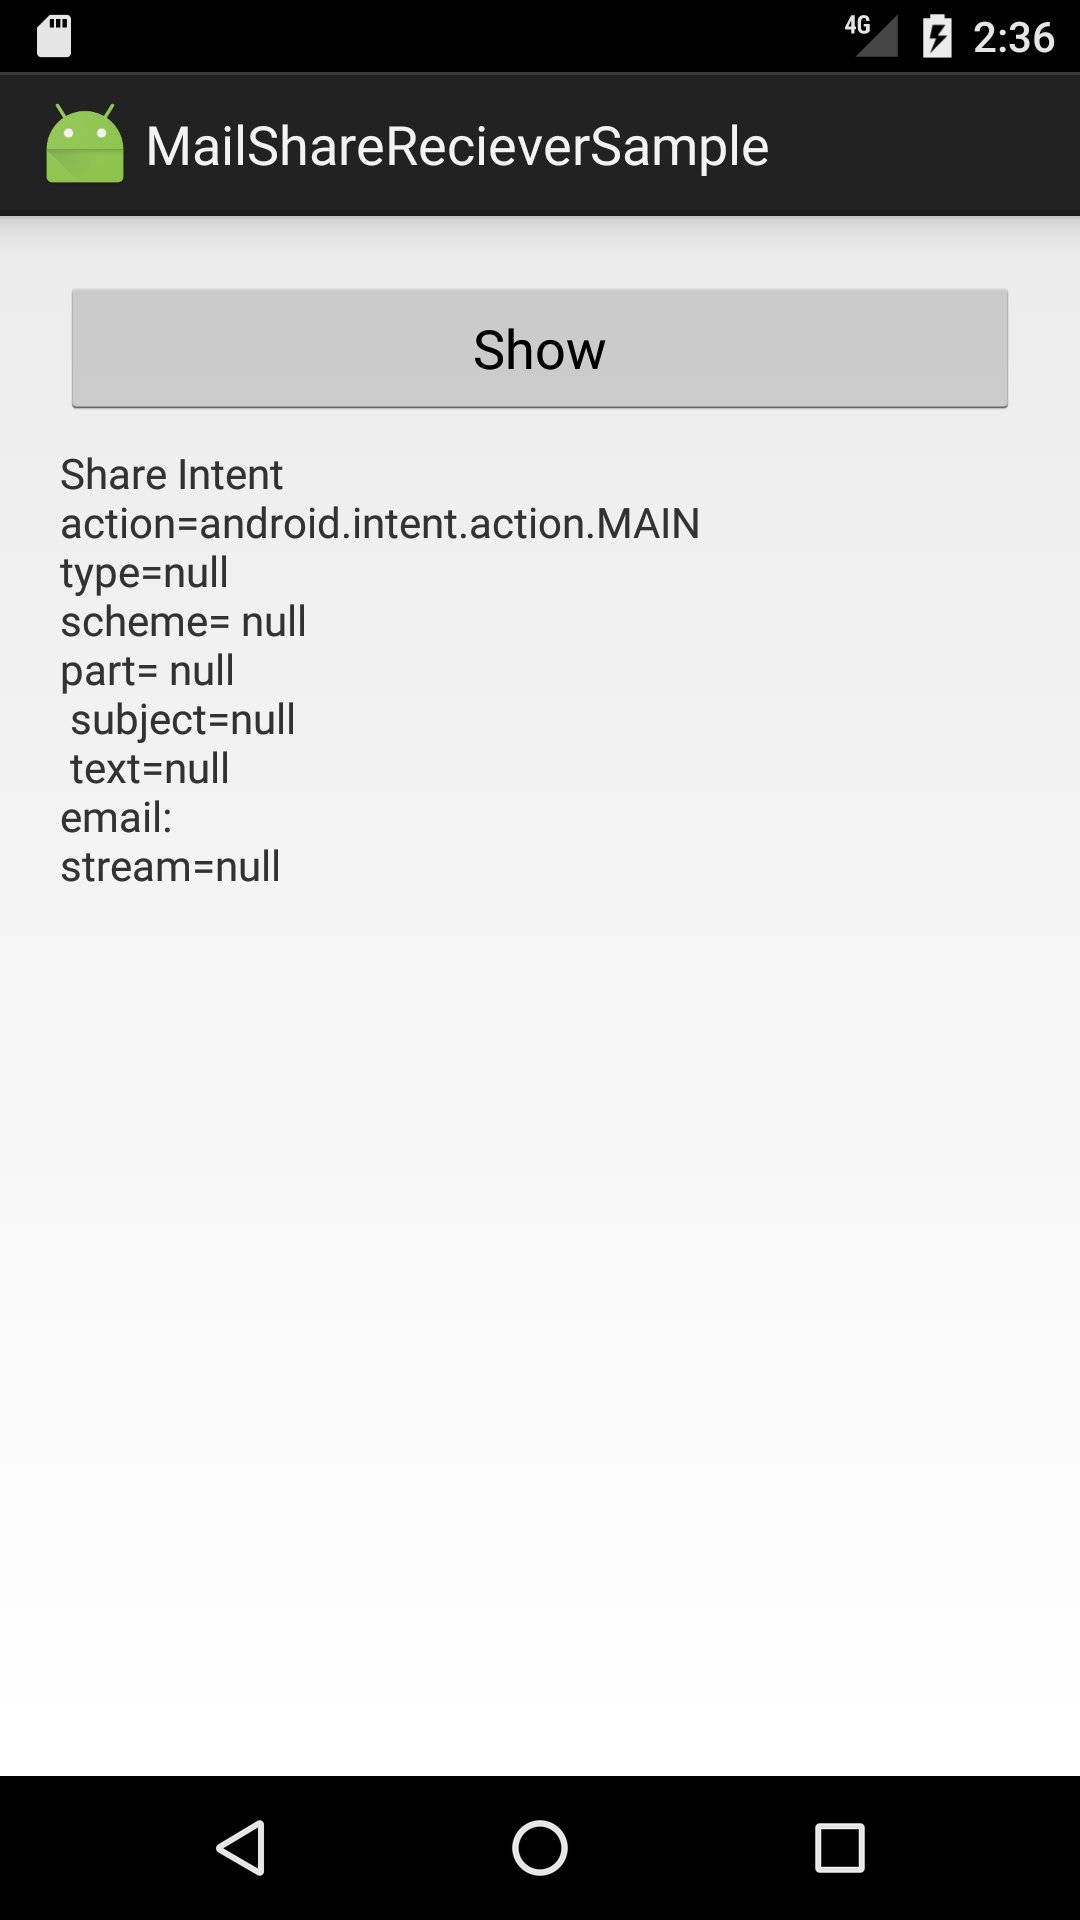 4G 2:36
MailShareRecieverSample
Show
Share Intent
action=android.intent.action.MAIN
type=null
scheme= null
part= null
subject=null
text=null
email:
stream=null